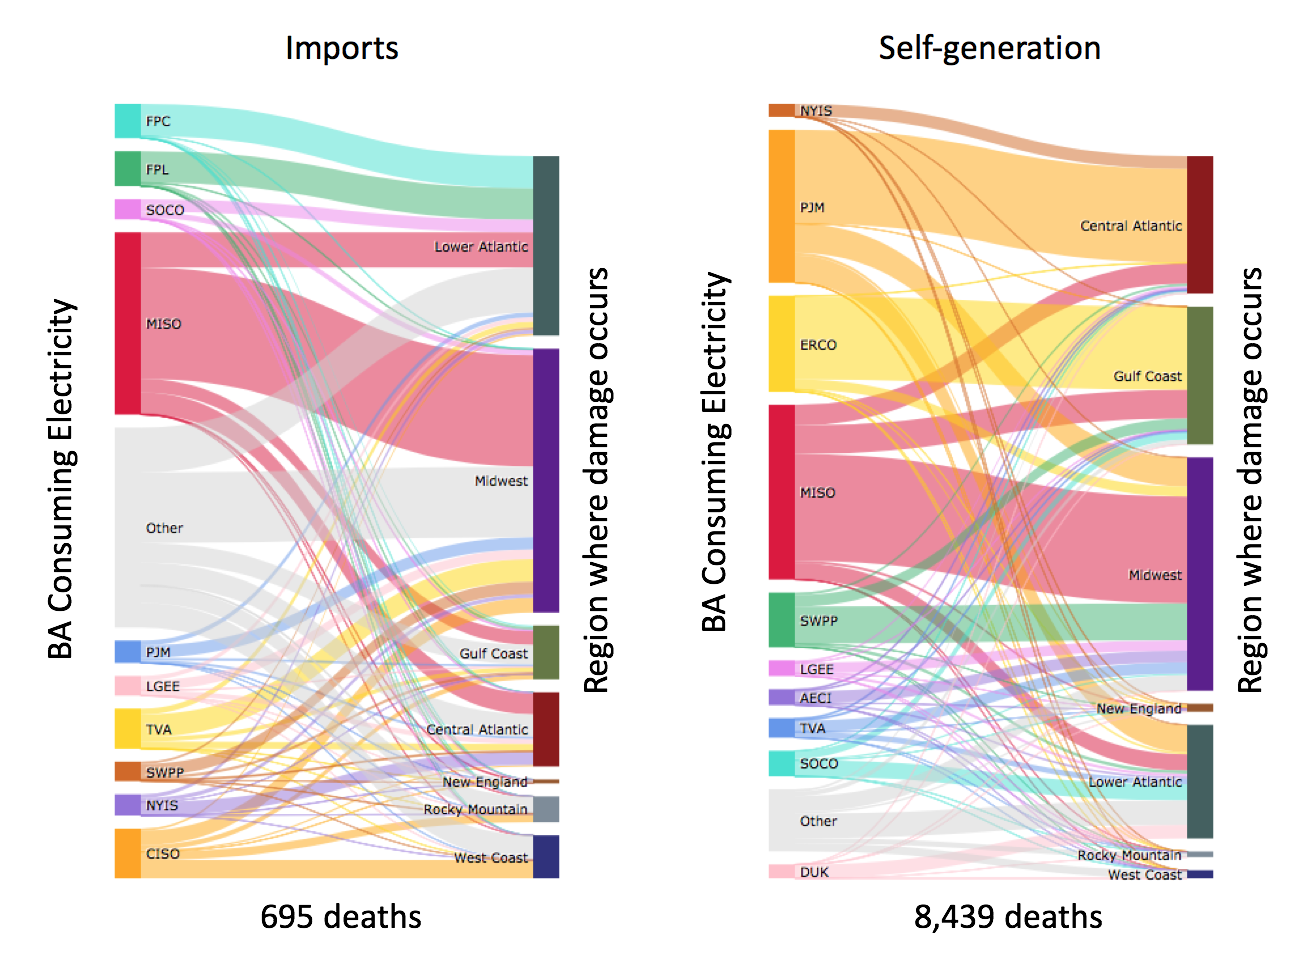 Imports
BA Consuming Electricity
FPC
FPL
SOCO
MISO
Other
PJM
LGEE
TVA
SWPP
NYIS
CISO
Lower Atlantic
Midwest
Gulf Coast
Central Atlantic
New England
Rocky Mountain
West Coast
Region where damage occurs
695 deaths
Self-generation
BA Consuming Electricity
NYIS
PJM
ERCO
MISO
SWPP
LGEE
AECI
TVA
SOCO
Other
DUK
Central Atlantic
Gulf Coast
Midwest
New England
Lower Atlantic
Rocky Mountain
West Coast
Region where damage occurs
8,439 deaths